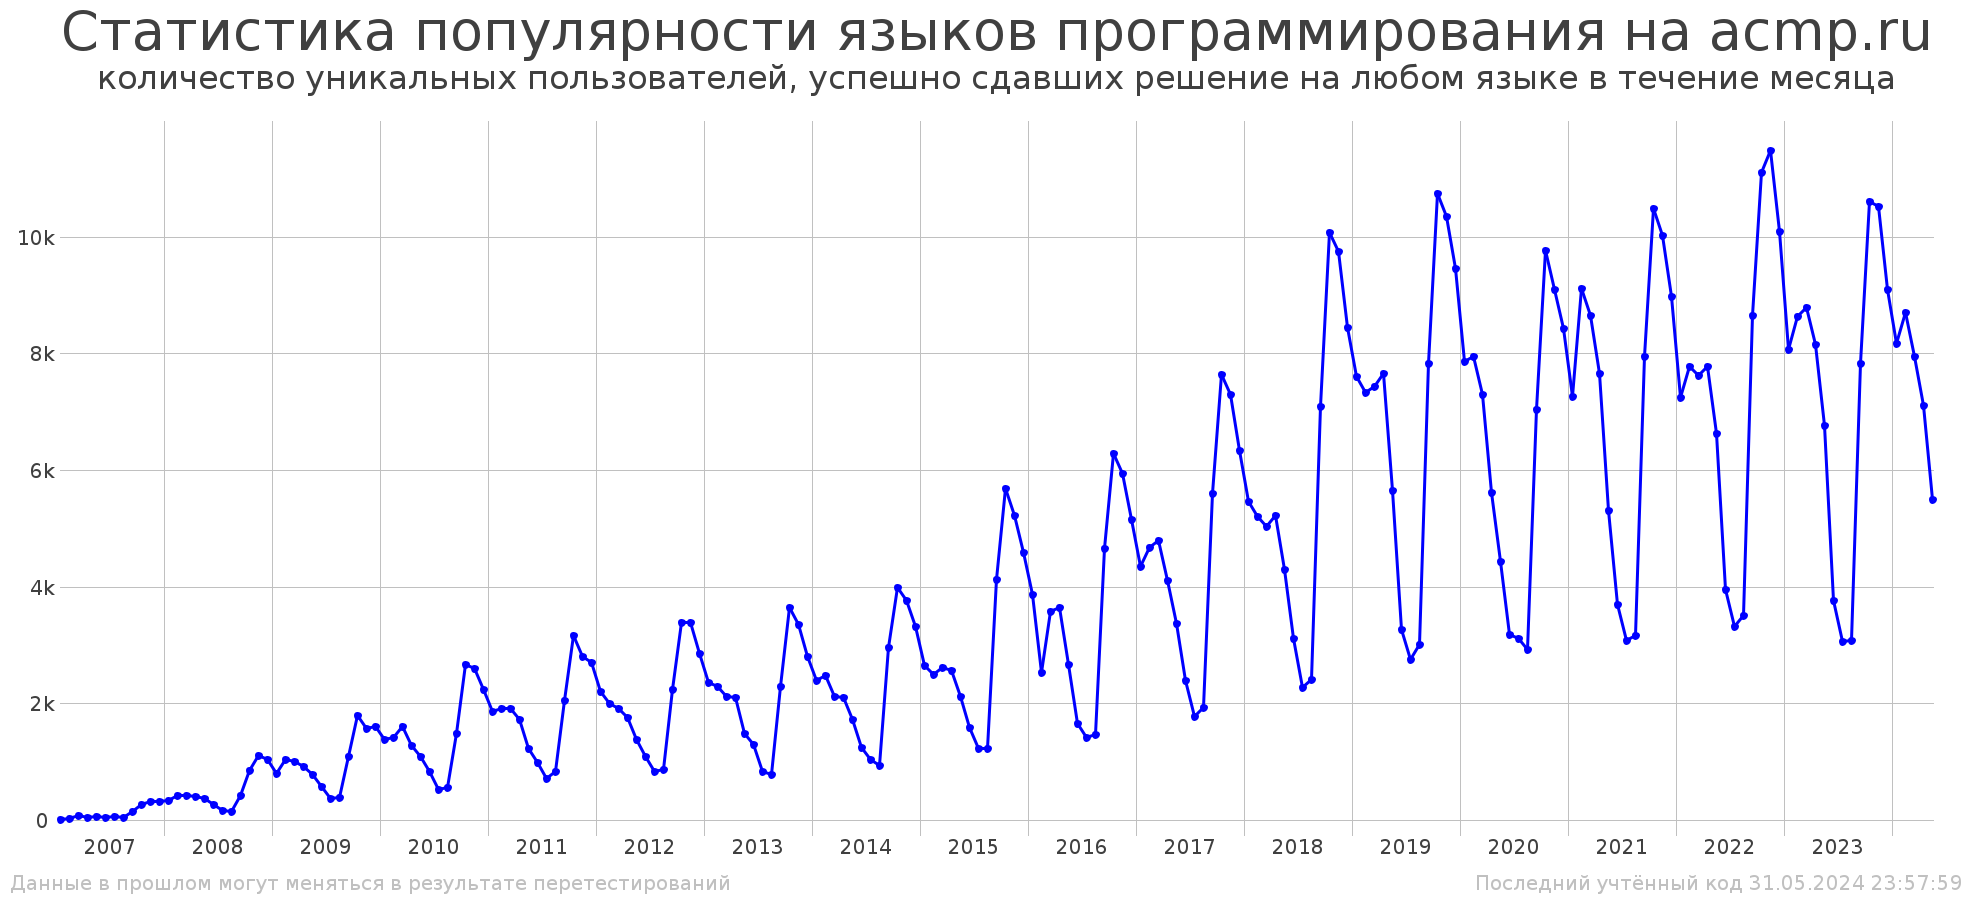 Статистика популярности языков программирования на acmp.ru
количество уникальных пользователей, успешно сдавших решение на любом языке в течение месяца
10k
8k
6k
4k
2k
0
2007 2008 2009 2010 2011 2012 2013 2014 2015 2016 2017 2018 2019 2020 2021 2022 2023
Данные в прошлом могут меняться в результате перетестирований
Последний учтённый код 31.05.2024 23:57:59